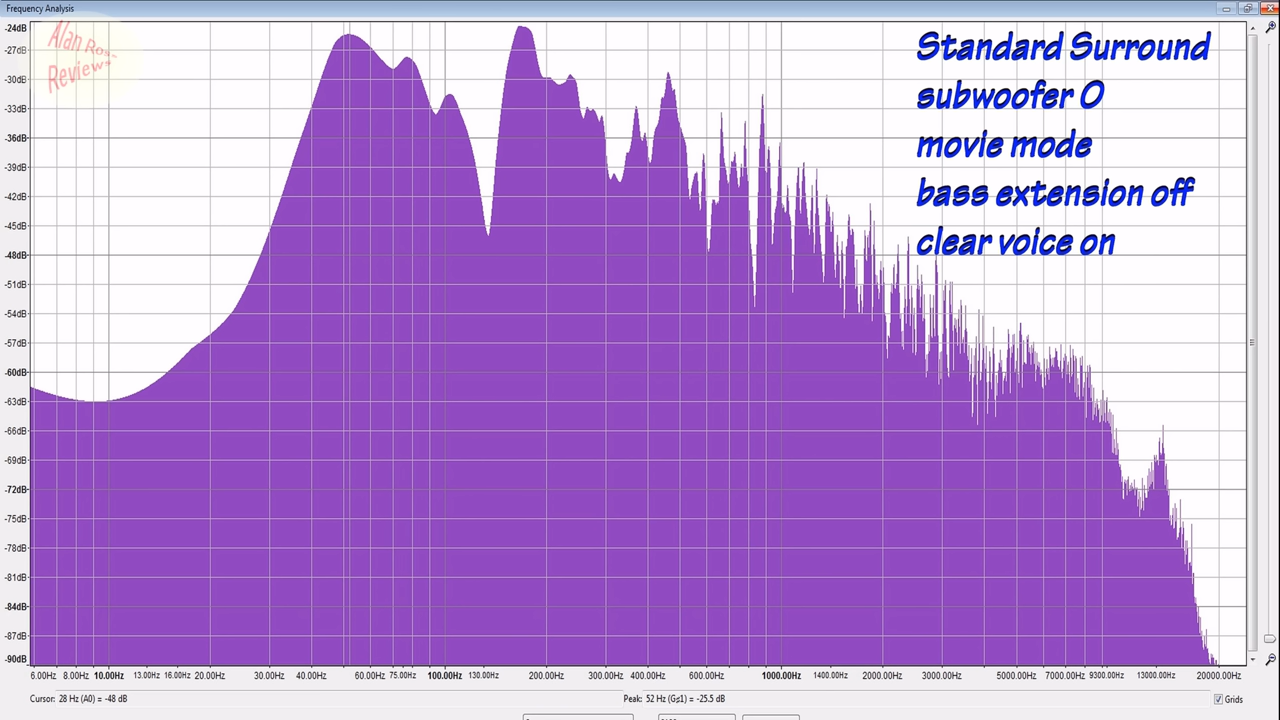 Frequency Analysis
Alan Ross
Reviews
Standard Surround
subwoofer 0
movie mode
bass extension off
clear voice on
-24dB
-27dB
-30dB
-33dB
-36dB
-39dB
-42dB
-45dB
-48dB
-51dB
-54dB
-57dB
-60dB
-63dB
-66dB
-69dB
-72dB
-75dB
-78dB
-81dB
-84dB
-87dB
-90dB
6.00Hz 10.00Hz 13.00Hz 16.00Hz 20.00Hz 30.00Hz 40.00Hz 60.00Hz 75.00Hz 100.00Hz 130.00Hz 200.00Hz 300.00Hz 400.00Hz 600.00Hz 1000.00Hz 1400.00Hz 2000.00Hz 3000.00Hz 5000.00Hz 7000.00Hz 9000.00Hz 13000.00Hz 20000.00Hz
Cursor: 28 Hz (A0) = -48 dB Peak: 52 Hz (G♯1) = -25.5 dB Grids